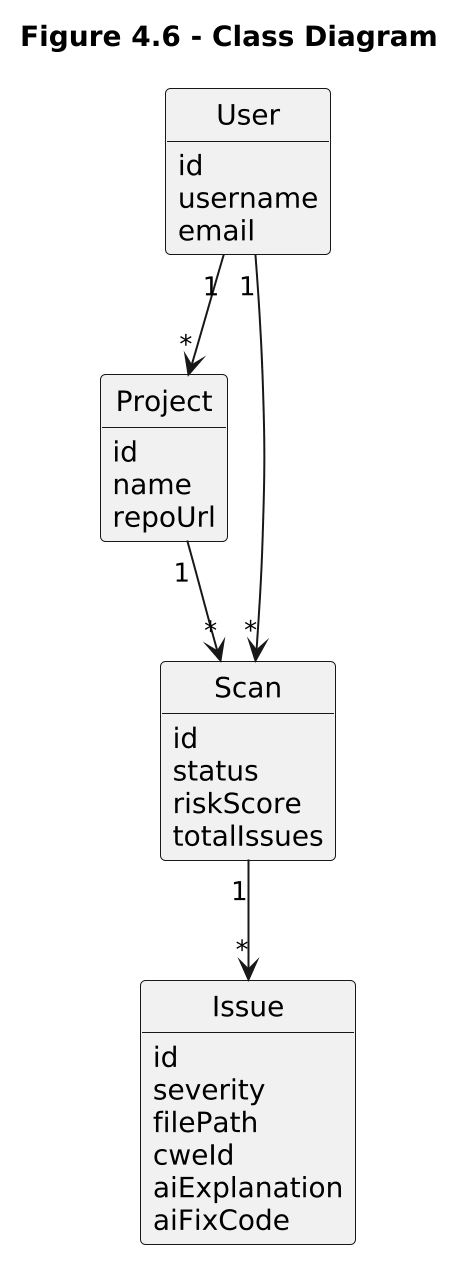 Figure 4.6 - Class Diagram
User
id
username
email
1
1
*
Project
id
name
repoUrl
1
*
*
Scan
id
status
riskScore
totalIssues
1
*
Issue
id
severity
filePath
cweId
aiExplanation
aiFixCode